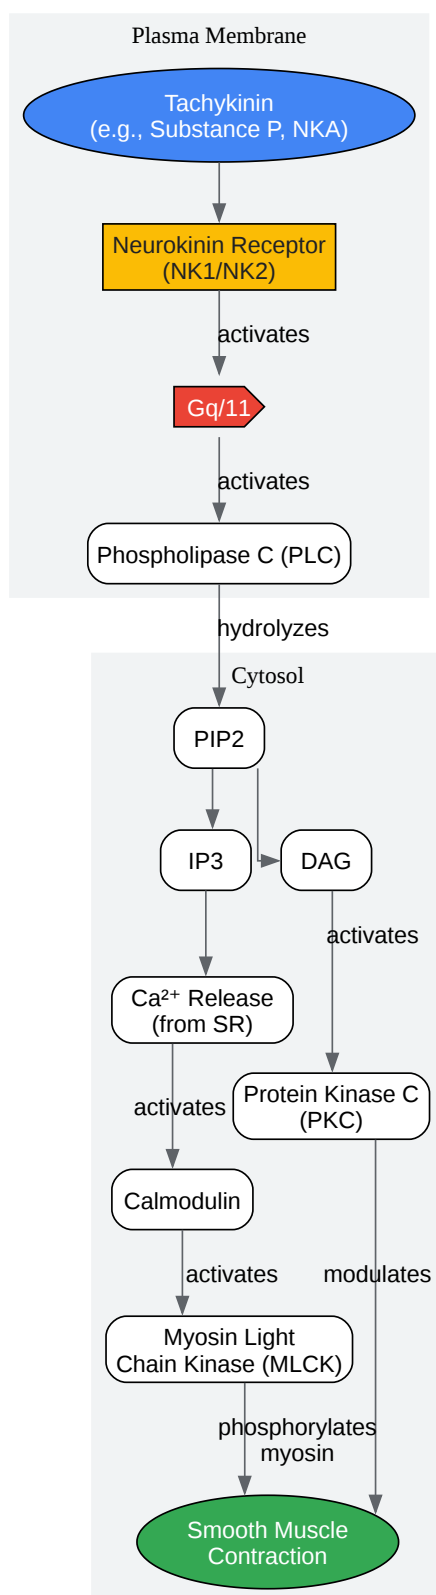 Plasma Membrane
Tachykinin
(e.g., Substance P, NKA)
Neurokinin Receptor
(NK1/NK2)
activates
Gq/11
activates
Phospholipase C (PLC)
hydrolyzes
Cytosol
PIP2
IP3
DAG
activates
Ca²⁺ Release
(from SR)
Protein Kinase C
(PKC)
activates
Calmodulin
activates
modulates
Myosin Light
Chain Kinase (MLCK)
phosphorylates
myosin
Smooth Muscle
Contraction